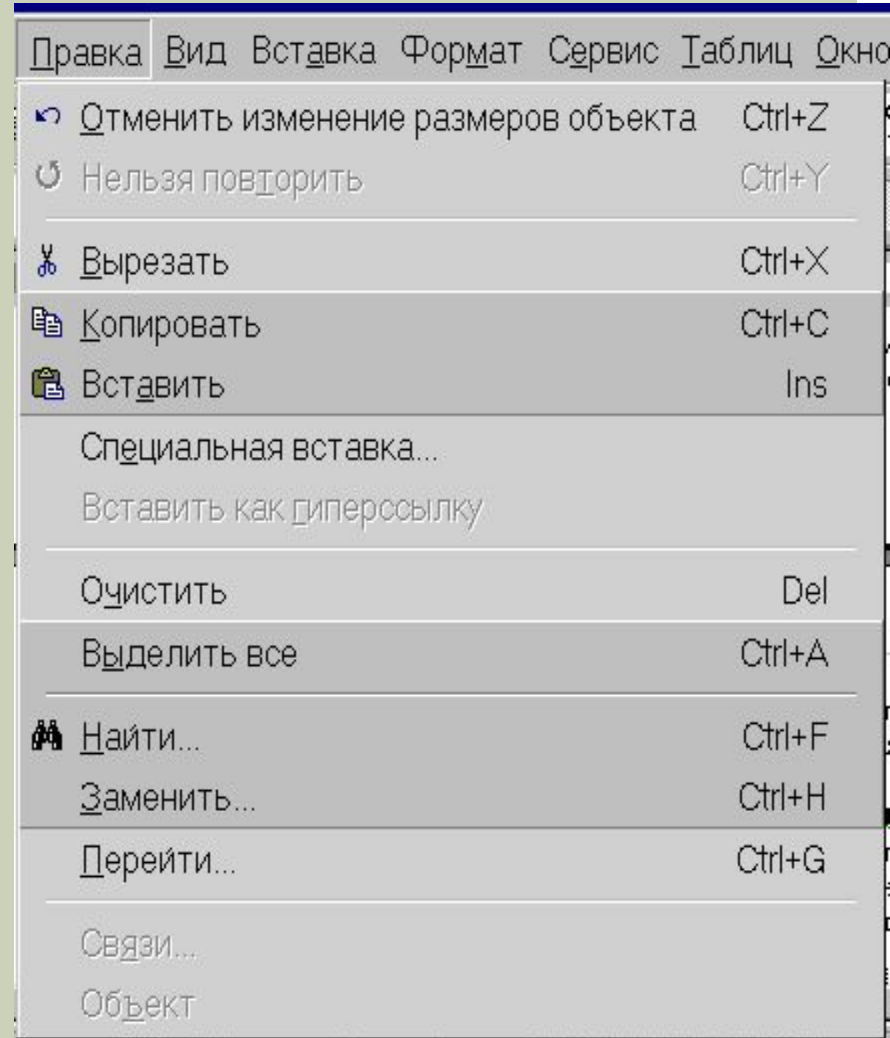 Правка Вид Вставка Формат Сервис Таблиц Окно
Отменить изменение размеров объекта Ctrl+Z
Нельзя повторить Ctrl+Y
Вырезать Ctrl+X
Копировать Ctrl+C
Вставить Ins
Специальная вставка...
Вставить как гиперссылку
Очистить Del
Выделить все Ctrl+A
Найти... Ctrl+F
Заменить... Ctrl+H
Перейти... Ctrl+G
Связи...
Объект